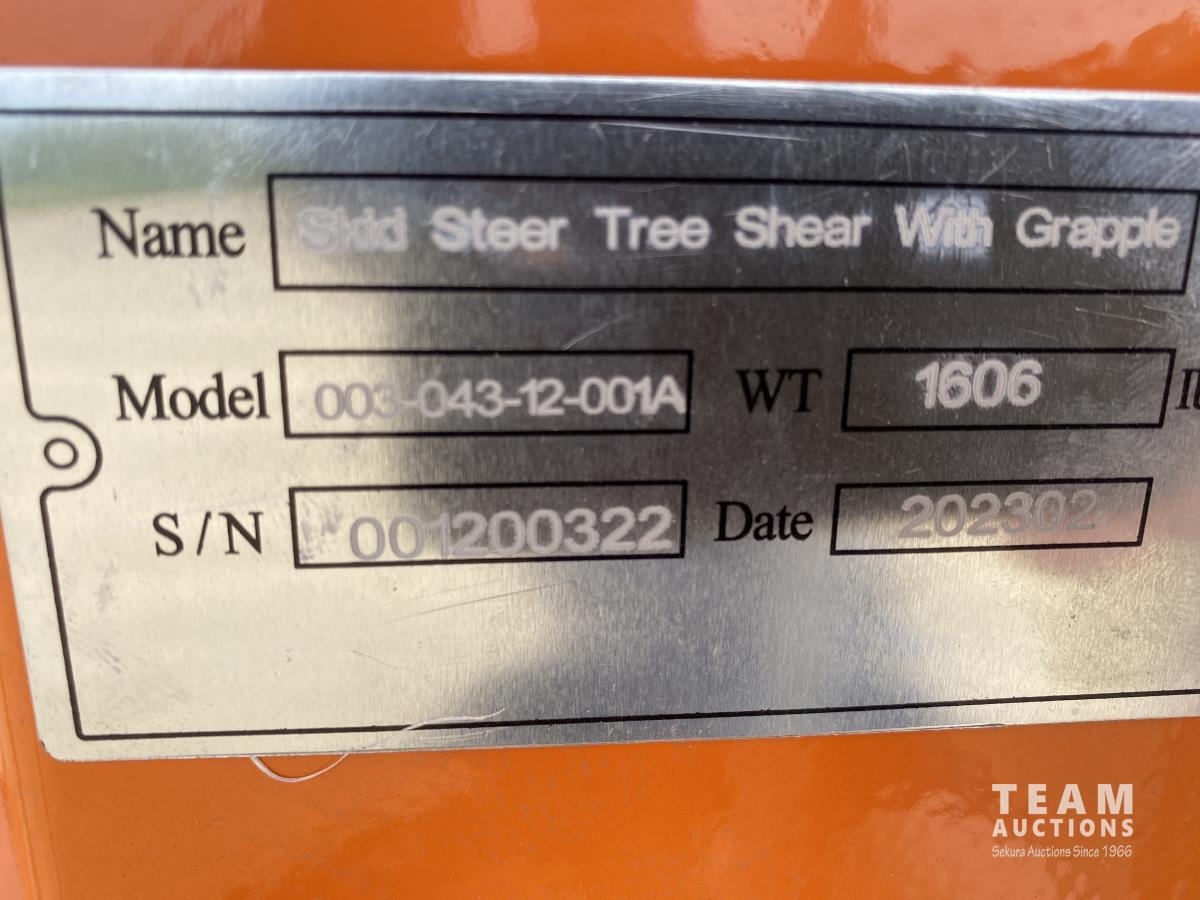 Name Skid Steer Tree Shear With Grapple
Model 003-043-12-001A WT 1606
S/N 001200322 Date 202302
TEAM
AUCTIONS
Sekura Auctions Since 1966